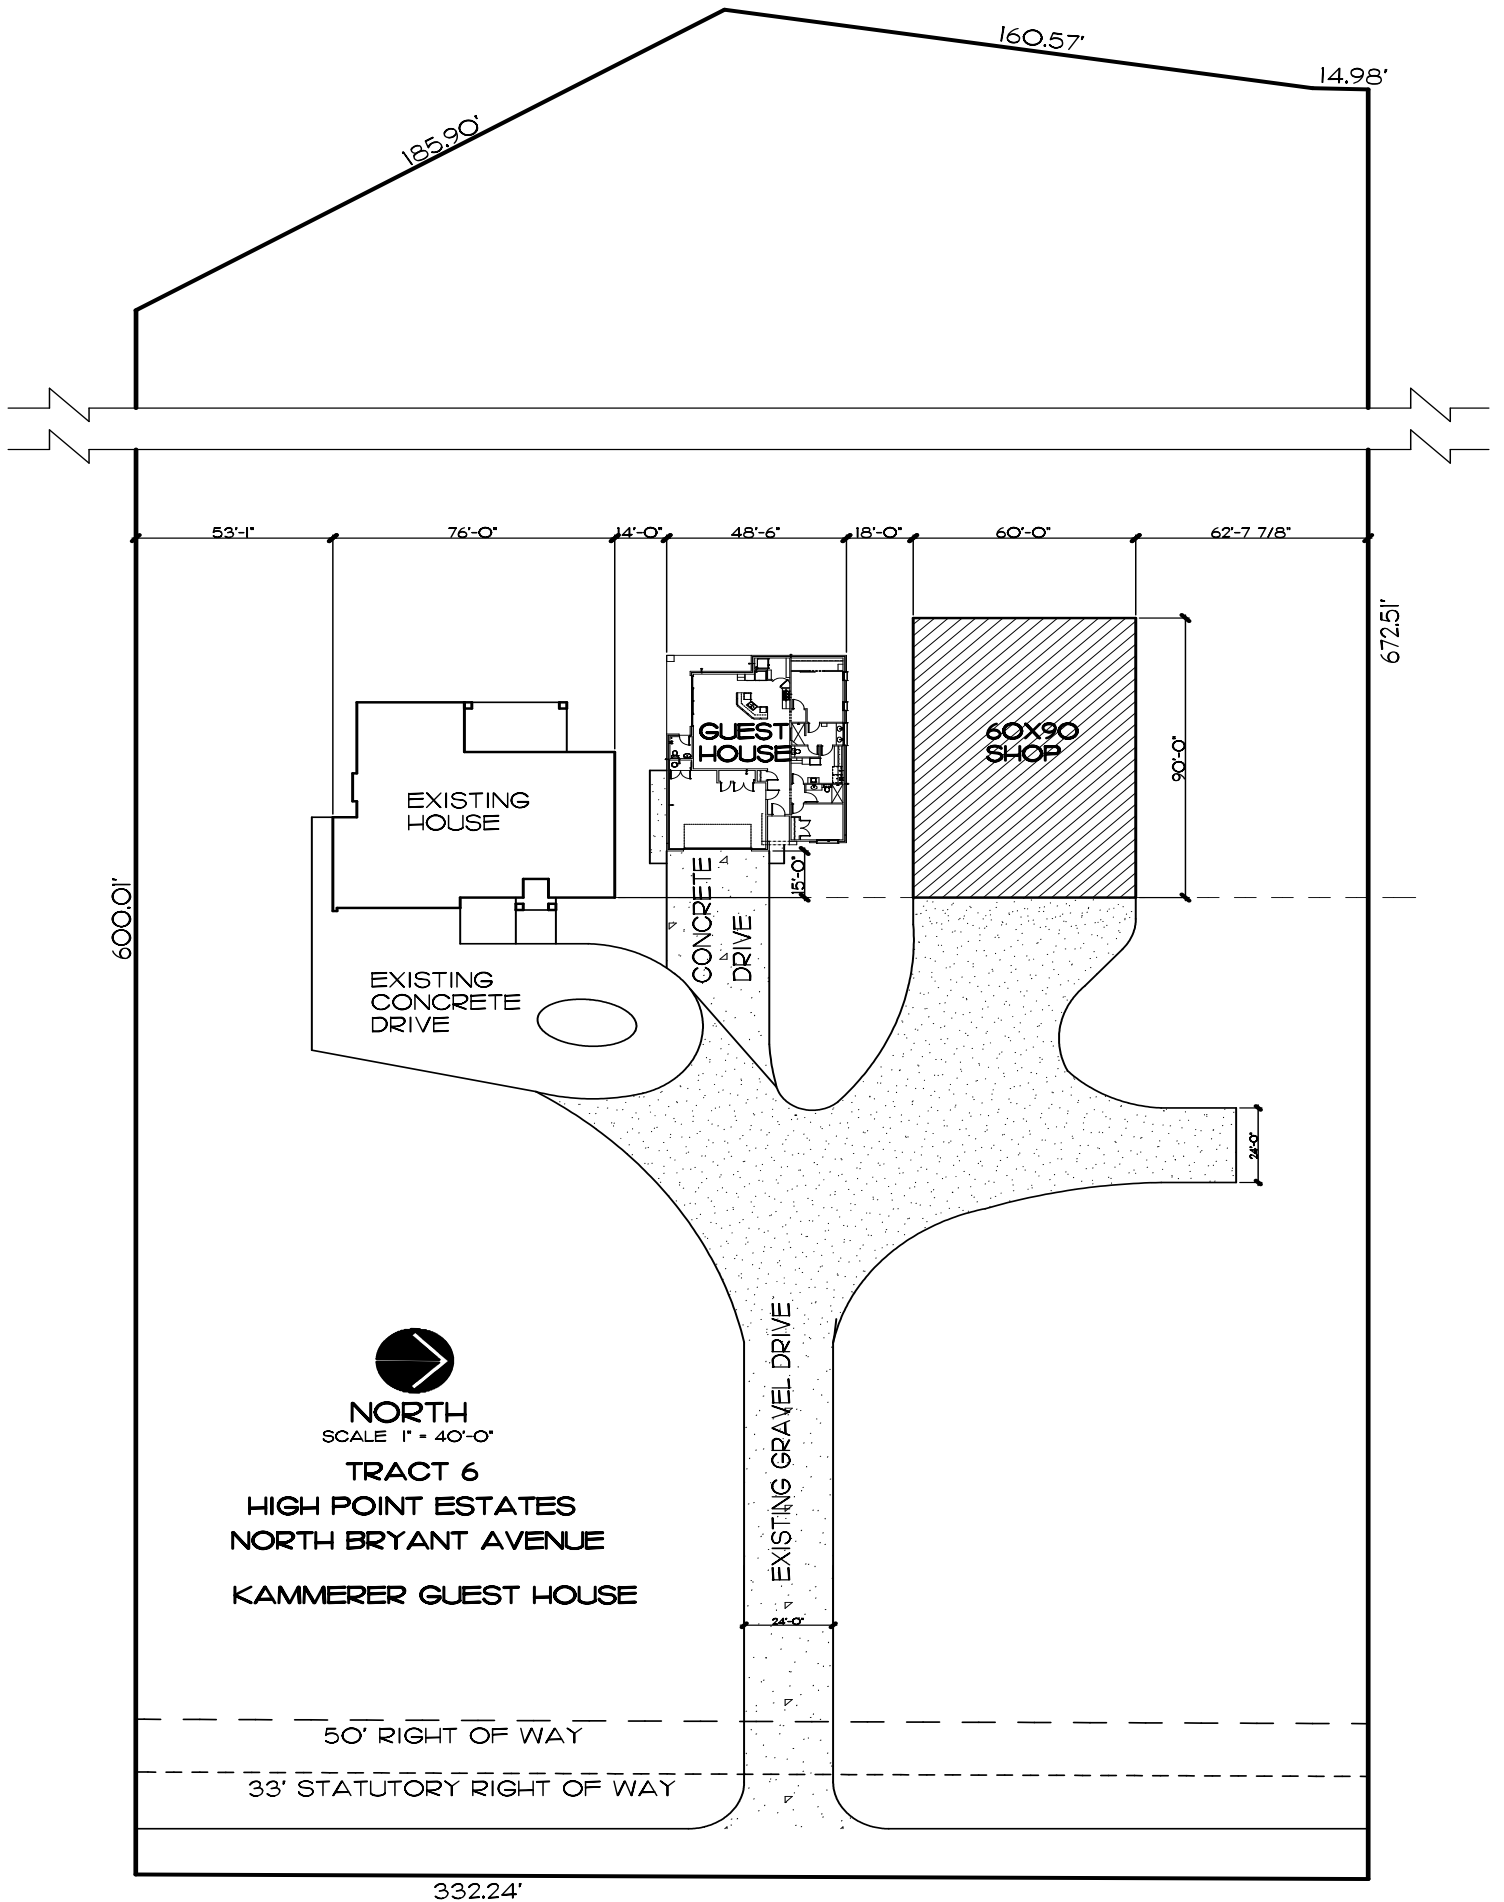 160.57'
14.98'
185.90'
53'-1"
76'-0"
14'-0"
48'-6"
18'-0"
60'-0"
62'-7 7/8"
672.51'
GUEST
HOUSE
60X90
SHOP
90'-0"
EXISTING
HOUSE
15'-0"
600.01'
CONCRETE
DRIVE
EXISTING
CONCRETE
DRIVE
24'-0"
EXISTING GRAVEL DRIVE
NORTH
SCALE 1" = 40'-0"
TRACT 6
HIGH POINT ESTATES
NORTH BRYANT AVENUE
KAMMERER GUEST HOUSE
24'-0"
50' RIGHT OF WAY
33' STATUTORY RIGHT OF WAY
332.24'